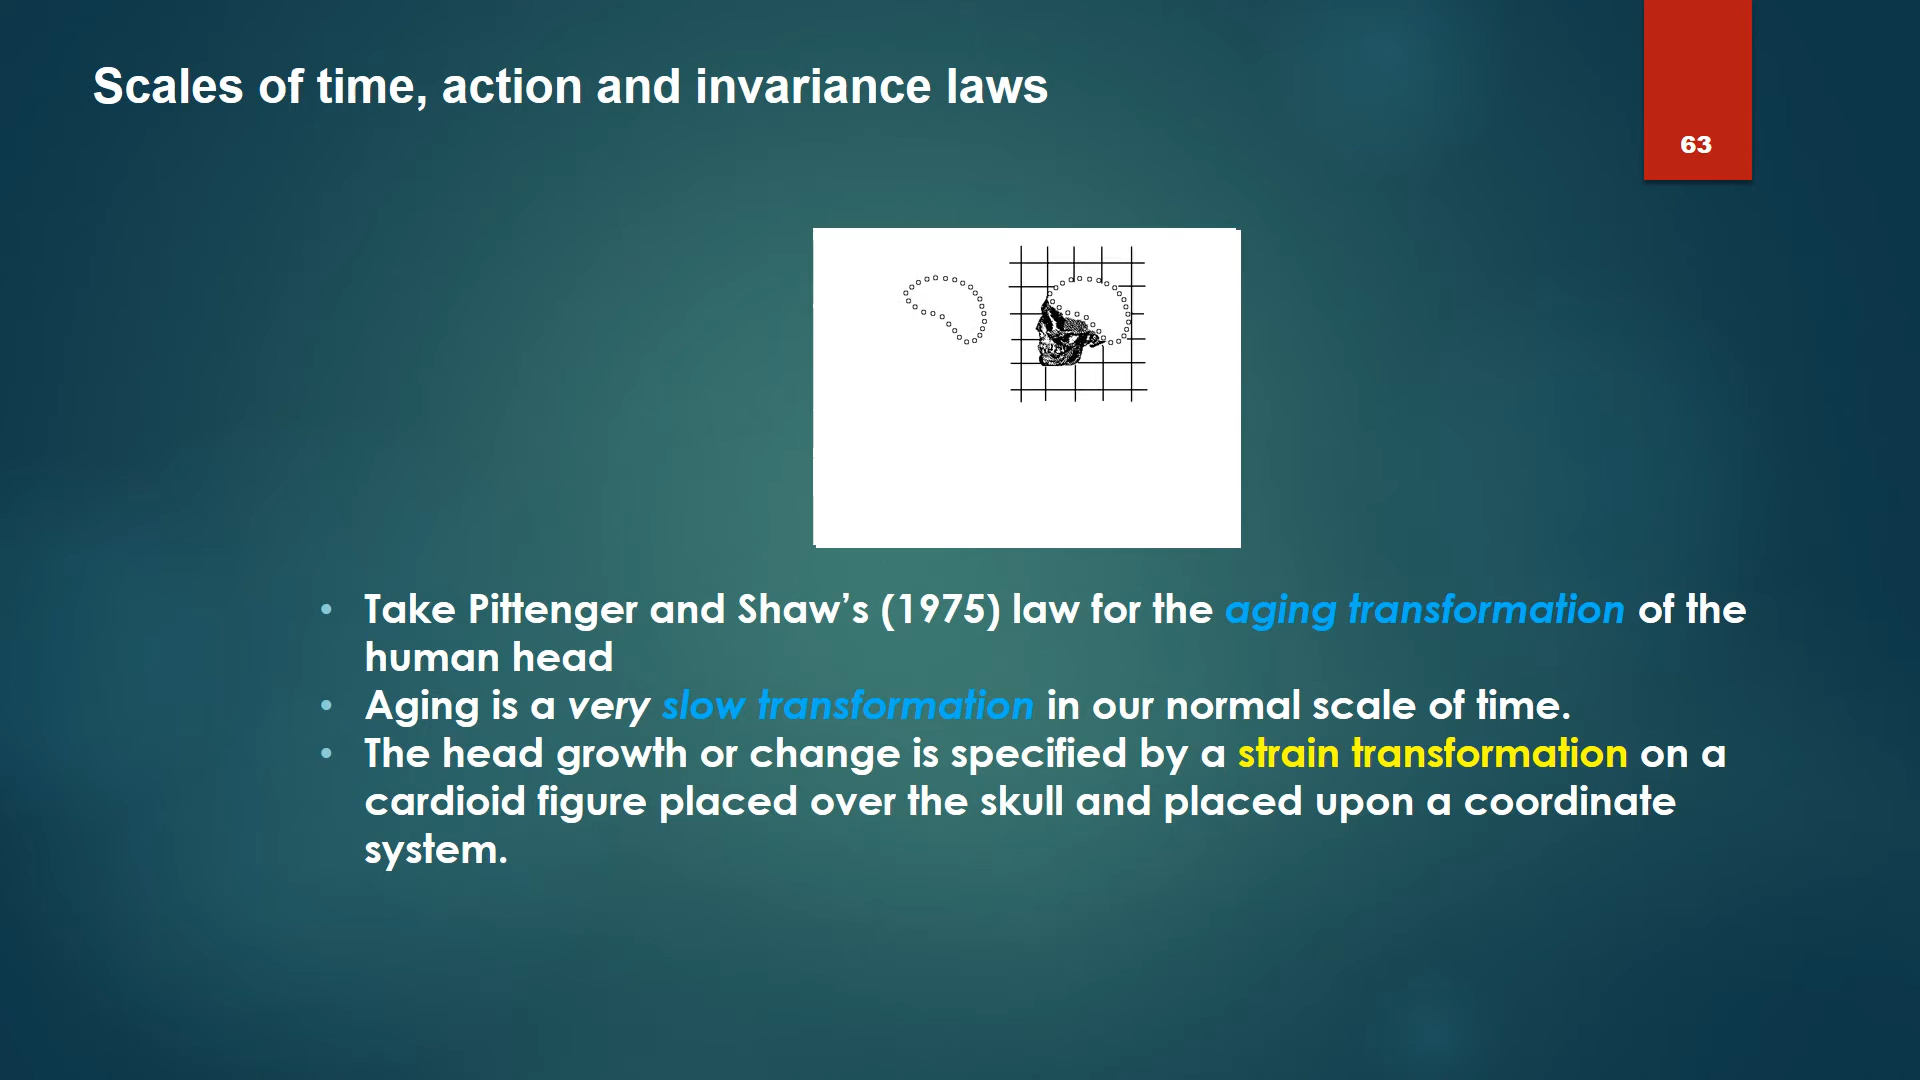 Scales of time, action and invariance laws
63
• Take Pittenger and Shaw’s (1975) law for the aging transformation of the
human head
• Aging is a very slow transformation in our normal scale of time.
• The head growth or change is specified by a strain transformation on a
cardioid figure placed over the skull and placed upon a coordinate
system.